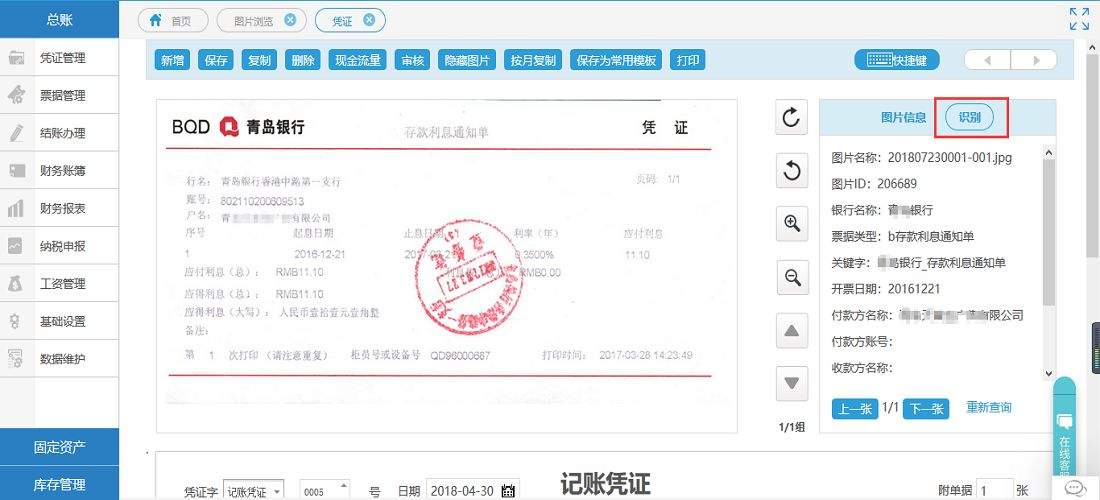 总账
首页
图片浏览
凭证
凭证管理
票据管理
结账办理
财务账簿
财务报表
纳税申报
工资管理
基础设置
数据维护
固定资产
库存管理
新增 保存 复制 删除 现金流量 审核 隐藏图片 按月复制 保存为常用模板 打印
快捷键
BQD 青岛银行 存款利息通知单 凭 证
行名: 青岛银行香港中路第一支行 页码: 1/1
账号: 802110200609513
户名: 青 有限公司
序号 起息日期 止息日期 利率(年) 应付利息
1 2016-12-21 0.3500% 11.10
应付利息(总): RMB11.10 RMB0.00
应得利息(总): RMB11.10
应得利息(大写): 人民币壹拾壹元壹角整
备注:
第 1 次打印(请注意重复) 柜员号或设备号 QD96000667 打印时间: 2017-03-28 14:23:49
1/1组
图片信息 识别
图片名称: 201807230001-001.jpg
图片ID: 206689
银行名称: 青 银行
票据类型: b存款利息通知单
关键字: 岛银行_存款利息通知单
开票日期: 20161221
付款方名称: 有限公司
付款方账号:
收款方名称:
上一张 1/1 下一张 重新查询
在线客服
记账凭证
凭证字 记账凭证 0005 号 日期 2018-04-30 附单据 1 张